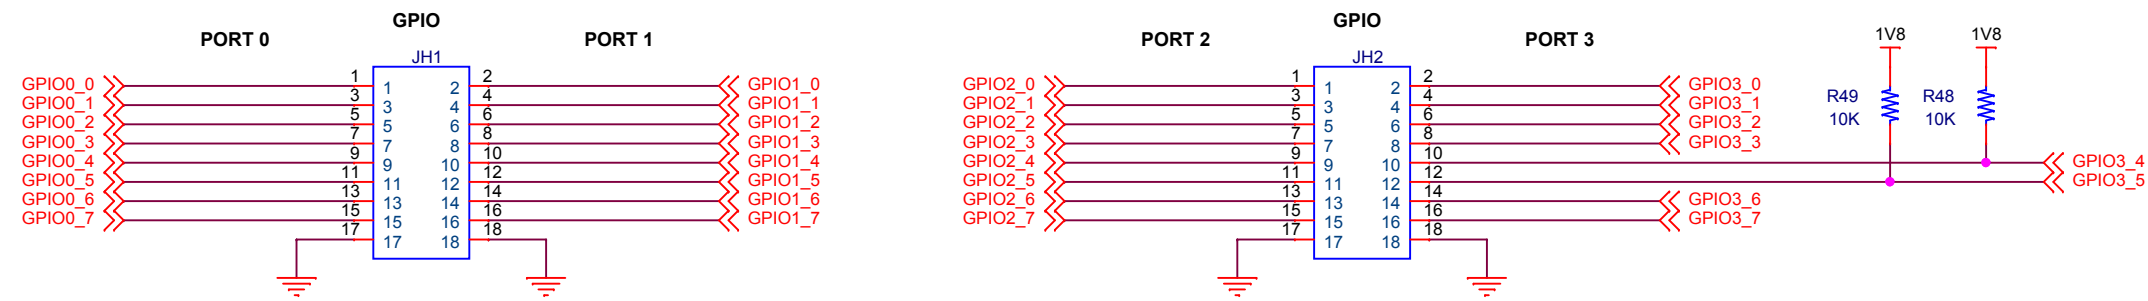 GPIO
PORT 0 PORT 1
JH1
GPIO0_0 1 1 2 2 GPIO1_0
GPIO0_1 3 3 4 4 GPIO1_1
GPIO0_2 5 5 6 6 GPIO1_2
GPIO0_3 7 7 8 8 GPIO1_3
GPIO0_4 9 9 10 10 GPIO1_4
GPIO0_5 11 11 12 12 GPIO1_5
GPIO0_6 13 13 14 14 GPIO1_6
GPIO0_7 15 15 16 16 GPIO1_7
17 17 18 18
GPIO
PORT 2 PORT 3
JH2
GPIO2_0 1 1 2 2 GPIO3_0
GPIO2_1 3 3 4 4 GPIO3_1
GPIO2_2 5 5 6 6 GPIO3_2
GPIO2_3 7 7 8 8 GPIO3_3
GPIO2_4 9 9 10 10 GPIO3_4
GPIO2_5 11 11 12 12 GPIO3_5
GPIO2_6 13 13 14 14 GPIO3_6
GPIO2_7 15 15 16 16 GPIO3_7
17 17 18 18
1V8 1V8
R49 R48
10K 10K